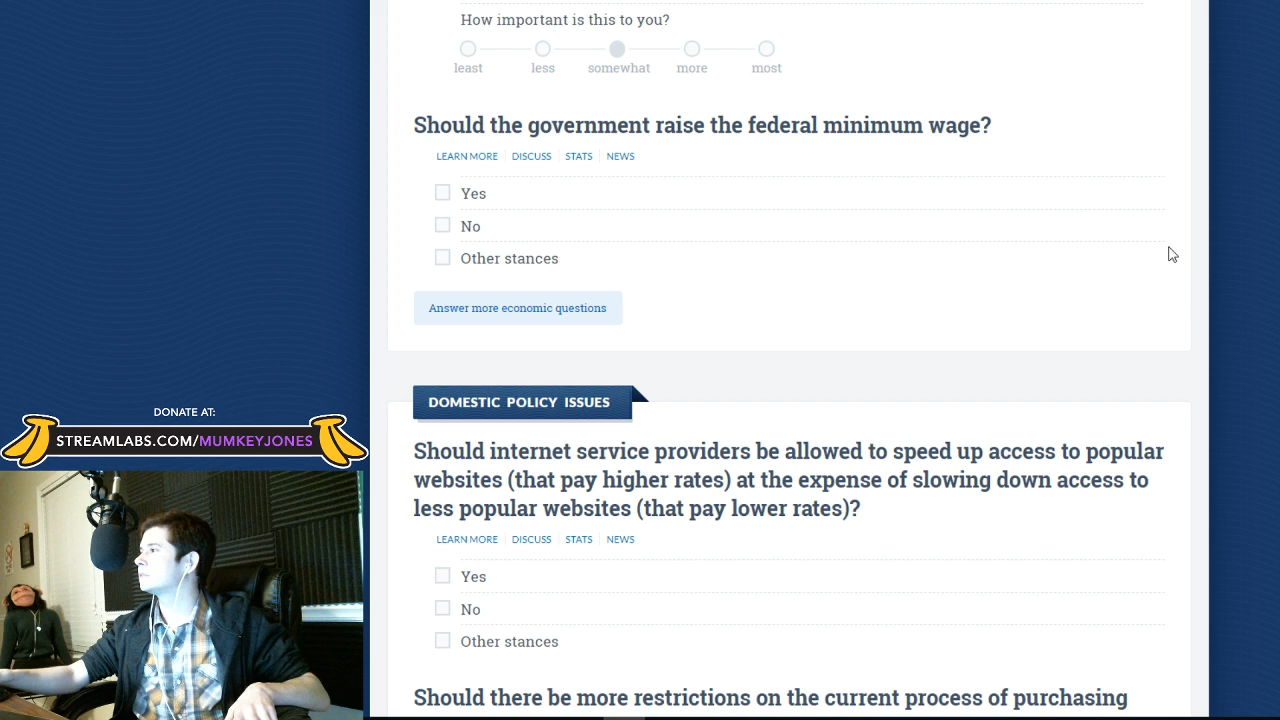 How important is this to you?
least less somewhat more most
Should the government raise the federal minimum wage?
LEARN MORE DISCUSS STATS NEWS
Yes
No
Other stances
Answer more economic questions
DOMESTIC POLICY ISSUES
Should internet service providers be allowed to speed up access to popular
websites (that pay higher rates) at the expense of slowing down access to
less popular websites (that pay lower rates)?
LEARN MORE DISCUSS STATS NEWS
Yes
No
Other stances
Should there be more restrictions on the current process of purchasing
DONATE AT:
STREAMLABS.COM/MUMKEYJONES